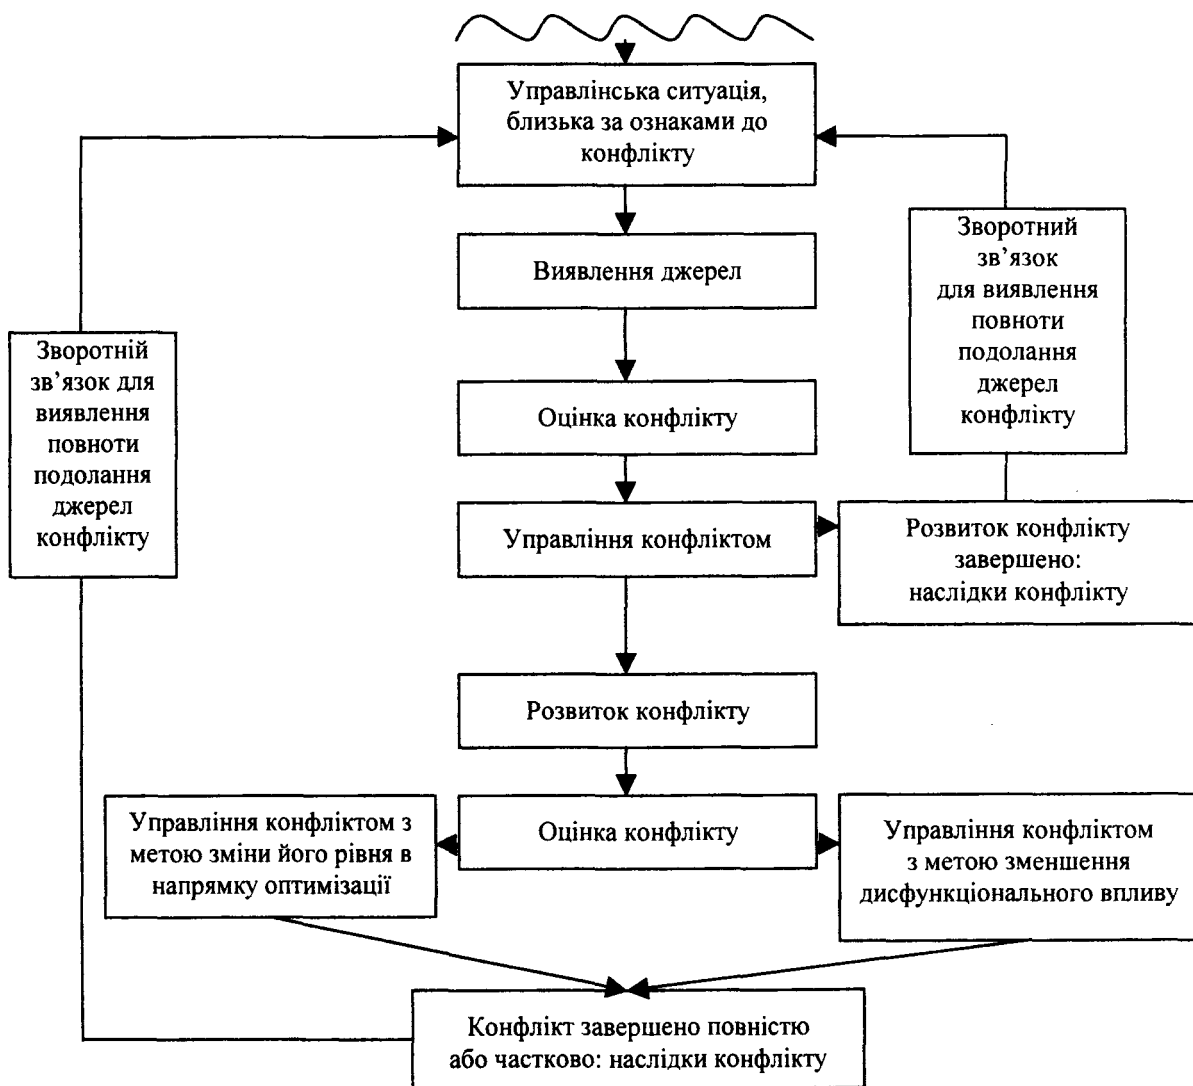 Управлінська ситуація,
близька за ознаками до
конфлікту
Виявлення джерел
Зворотний
зв’язок
для виявлення
повноти
подолання
джерел
конфлікту
Зворотній
зв’язок для
виявлення
повноти
подолання
джерел
конфлікту
Оцінка конфлікту
Управління конфліктом
Розвиток конфлікту
завершено:
наслідки конфлікту
Розвиток конфлікту
Управління конфліктом з
метою зміни його рівня в
напрямку оптимізації
Оцінка конфлікту
Управління конфліктом
з метою зменшення
дисфункціонального впливу
Конфлікт завершено повністю
або частково: наслідки конфлікту